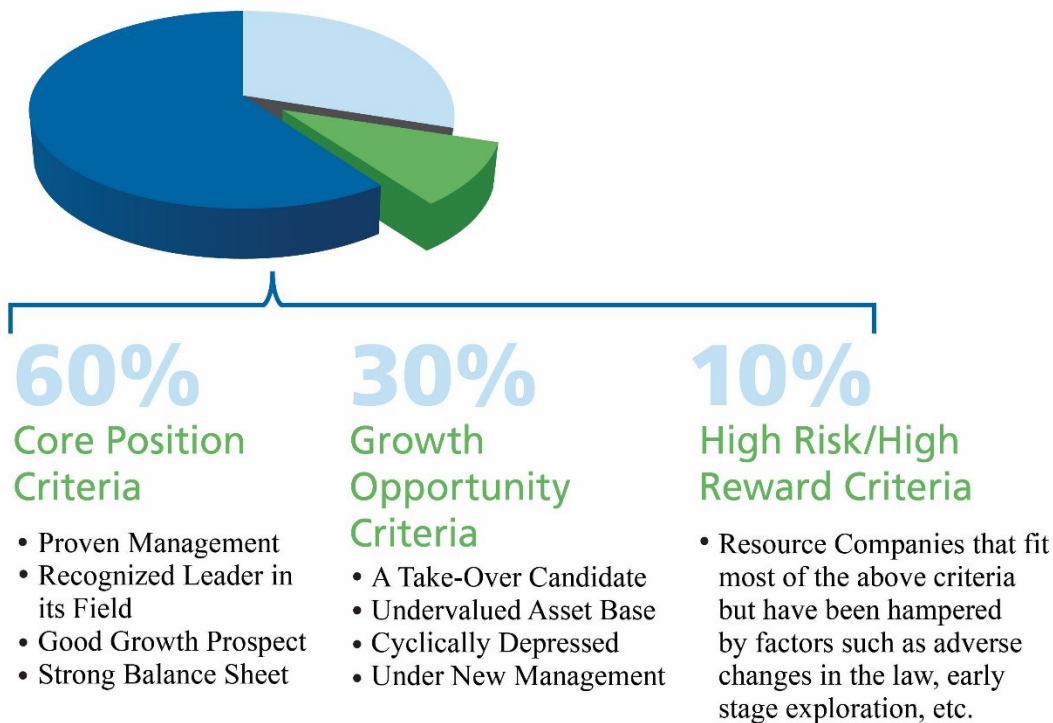 60%
Core Position
Criteria
• Proven Management
• Recognized Leader in
its Field
• Good Growth Prospect
• Strong Balance Sheet
30%
Growth
Opportunity
Criteria
• A Take-Over Candidate
• Undervalued Asset Base
• Cyclically Depressed
• Under New Management
10%
High Risk/High
Reward Criteria
• Resource Companies that fit
most of the above criteria
but have been hampered
by factors such as adverse
changes in the law, early
stage exploration, etc.